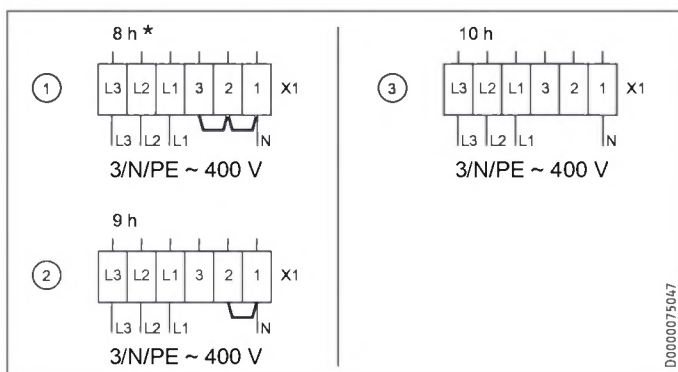 8 h *
1
L3 L2 L1 3 2 1 X1
L3 L2 L1 N
3/N/PE ~ 400 V
9 h
2
L3 L2 L1 3 2 1 X1
L3 L2 L1 N
3/N/PE ~ 400 V
10 h
3
L3 L2 L1 3 2 1 X1
L3 L2 L1 N
3/N/PE ~ 400 V
D0000075047